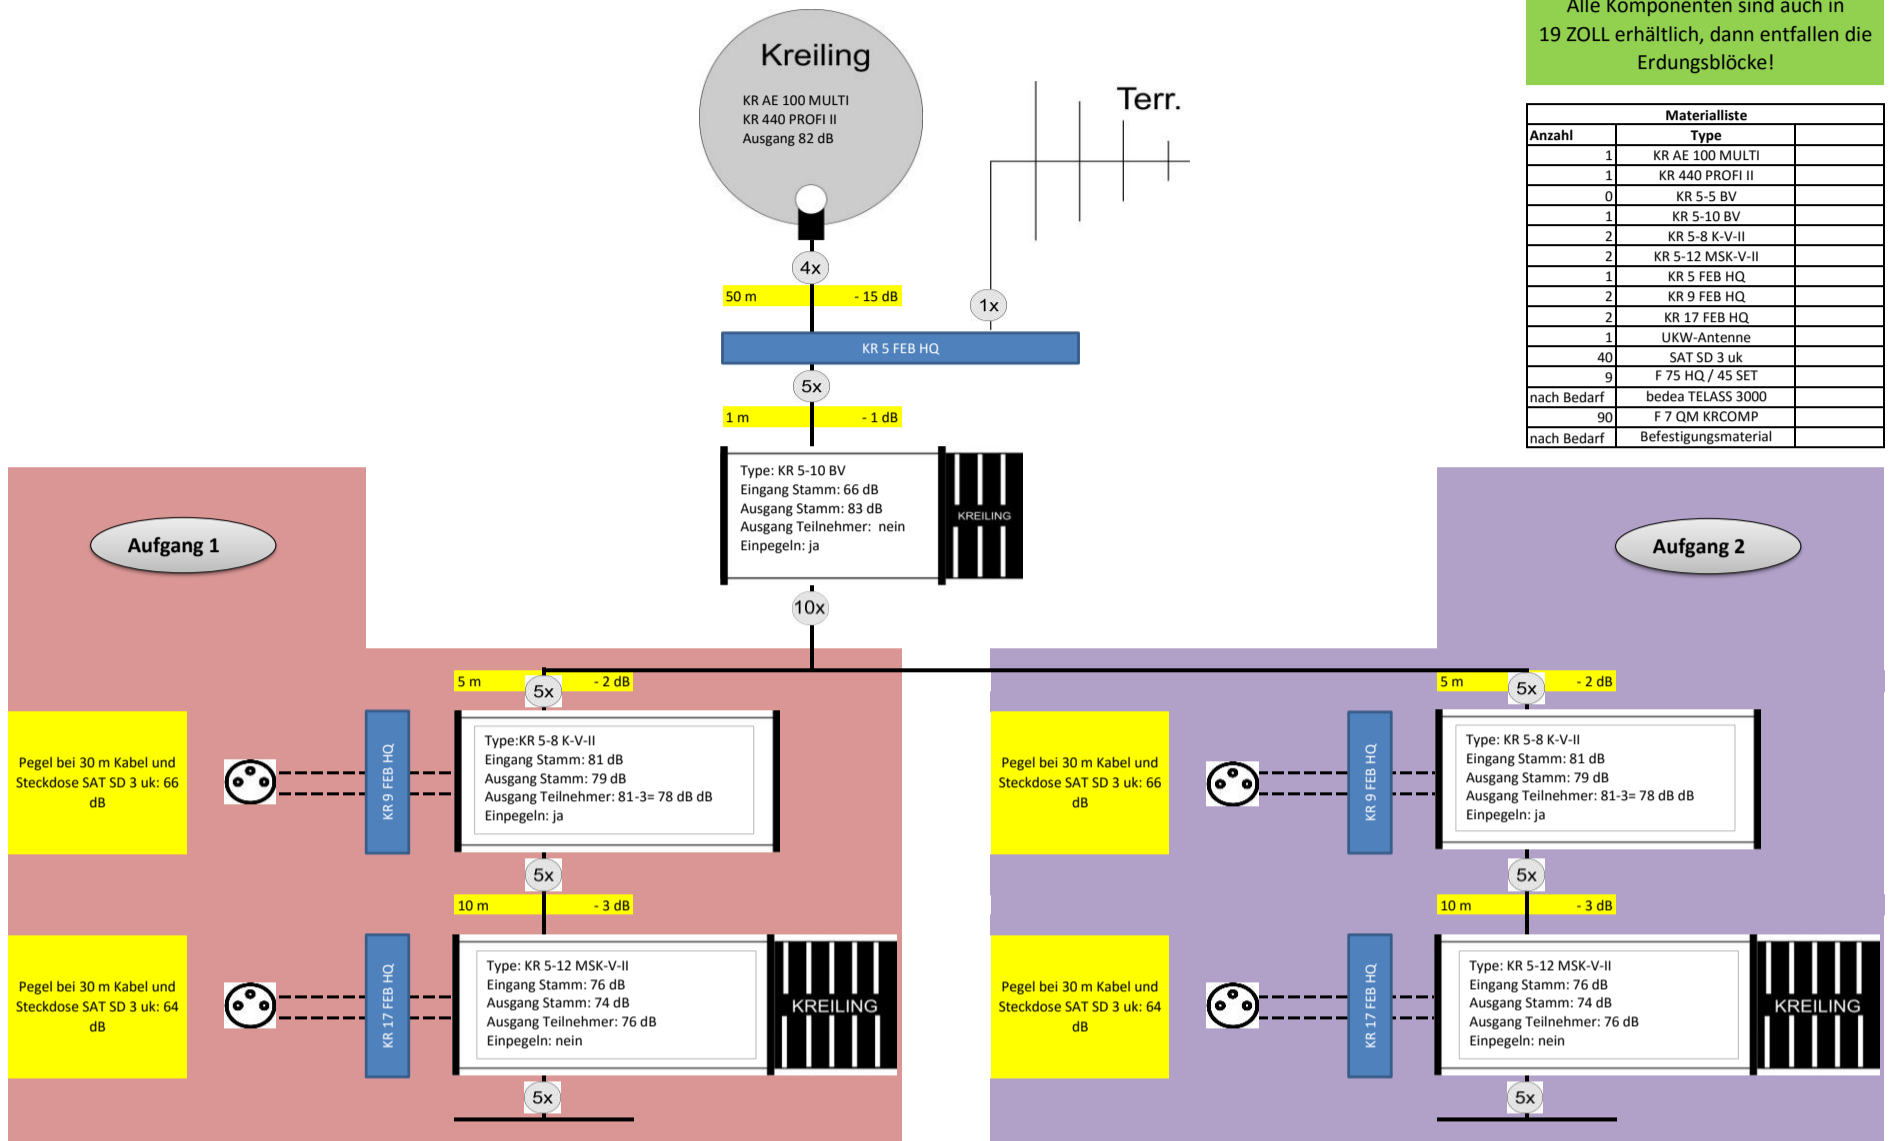 Alle Komponenten sind auch in
19 ZOLL erhältlich, dann entfallen die
Erdungsblöcke!
Kreiling
KR AE 100 MULTI
KR 440 PROFI II
Ausgang 82 dB
Terr.
Materialliste
Anzahl Type
1 KR AE 100 MULTI
1 KR 440 PROFI II
0 KR 5-5 BV
1 KR 5-10 BV
2 KR 5-8 K-V-II
2 KR 5-12 MSK-V-II
1 KR 5 FEB HQ
2 KR 9 FEB HQ
2 KR 17 FEB HQ
1 UKW-Antenne
40 SAT SD 3 uk
9 F 75 HQ / 45 SET
nach Bedarf bedea TELASS 3000
90 F 7 QM KRCOMP
nach Bedarf Befestigungsmaterial
4x
50 m - 15 dB
1x
KR 5 FEB HQ
5x
1 m - 1 dB
Type: KR 5-10 BV
Eingang Stamm: 66 dB
Ausgang Stamm: 83 dB
Ausgang Teilnehmer: nein
Einpegeln: ja
KREILING
10x
Aufgang 1
5 m - 2 dB
5x
Pegel bei 30 m Kabel und
Steckdose SAT SD 3 uk: 66
dB
KR 9 FEB HQ
Type:KR 5-8 K-V-II
Eingang Stamm: 81 dB
Ausgang Stamm: 79 dB
Ausgang Teilnehmer: 81-3= 78 dB dB
Einpegeln: ja
5x
10 m - 3 dB
Pegel bei 30 m Kabel und
Steckdose SAT SD 3 uk: 64
dB
KR 17 FEB HQ
Type: KR 5-12 MSK-V-II
Eingang Stamm: 76 dB
Ausgang Stamm: 74 dB
Ausgang Teilnehmer: 76 dB
Einpegeln: nein
KREILING
5x
Aufgang 2
5 m - 2 dB
5x
Pegel bei 30 m Kabel und
Steckdose SAT SD 3 uk: 66
dB
KR 9 FEB HQ
Type: KR 5-8 K-V-II
Eingang Stamm: 81 dB
Ausgang Stamm: 79 dB
Ausgang Teilnehmer: 81-3= 78 dB dB
Einpegeln: ja
5x
10 m - 3 dB
Pegel bei 30 m Kabel und
Steckdose SAT SD 3 uk: 64
dB
KR 17 FEB HQ
Type: KR 5-12 MSK-V-II
Eingang Stamm: 76 dB
Ausgang Stamm: 74 dB
Ausgang Teilnehmer: 76 dB
Einpegeln: nein
KREILING
5x